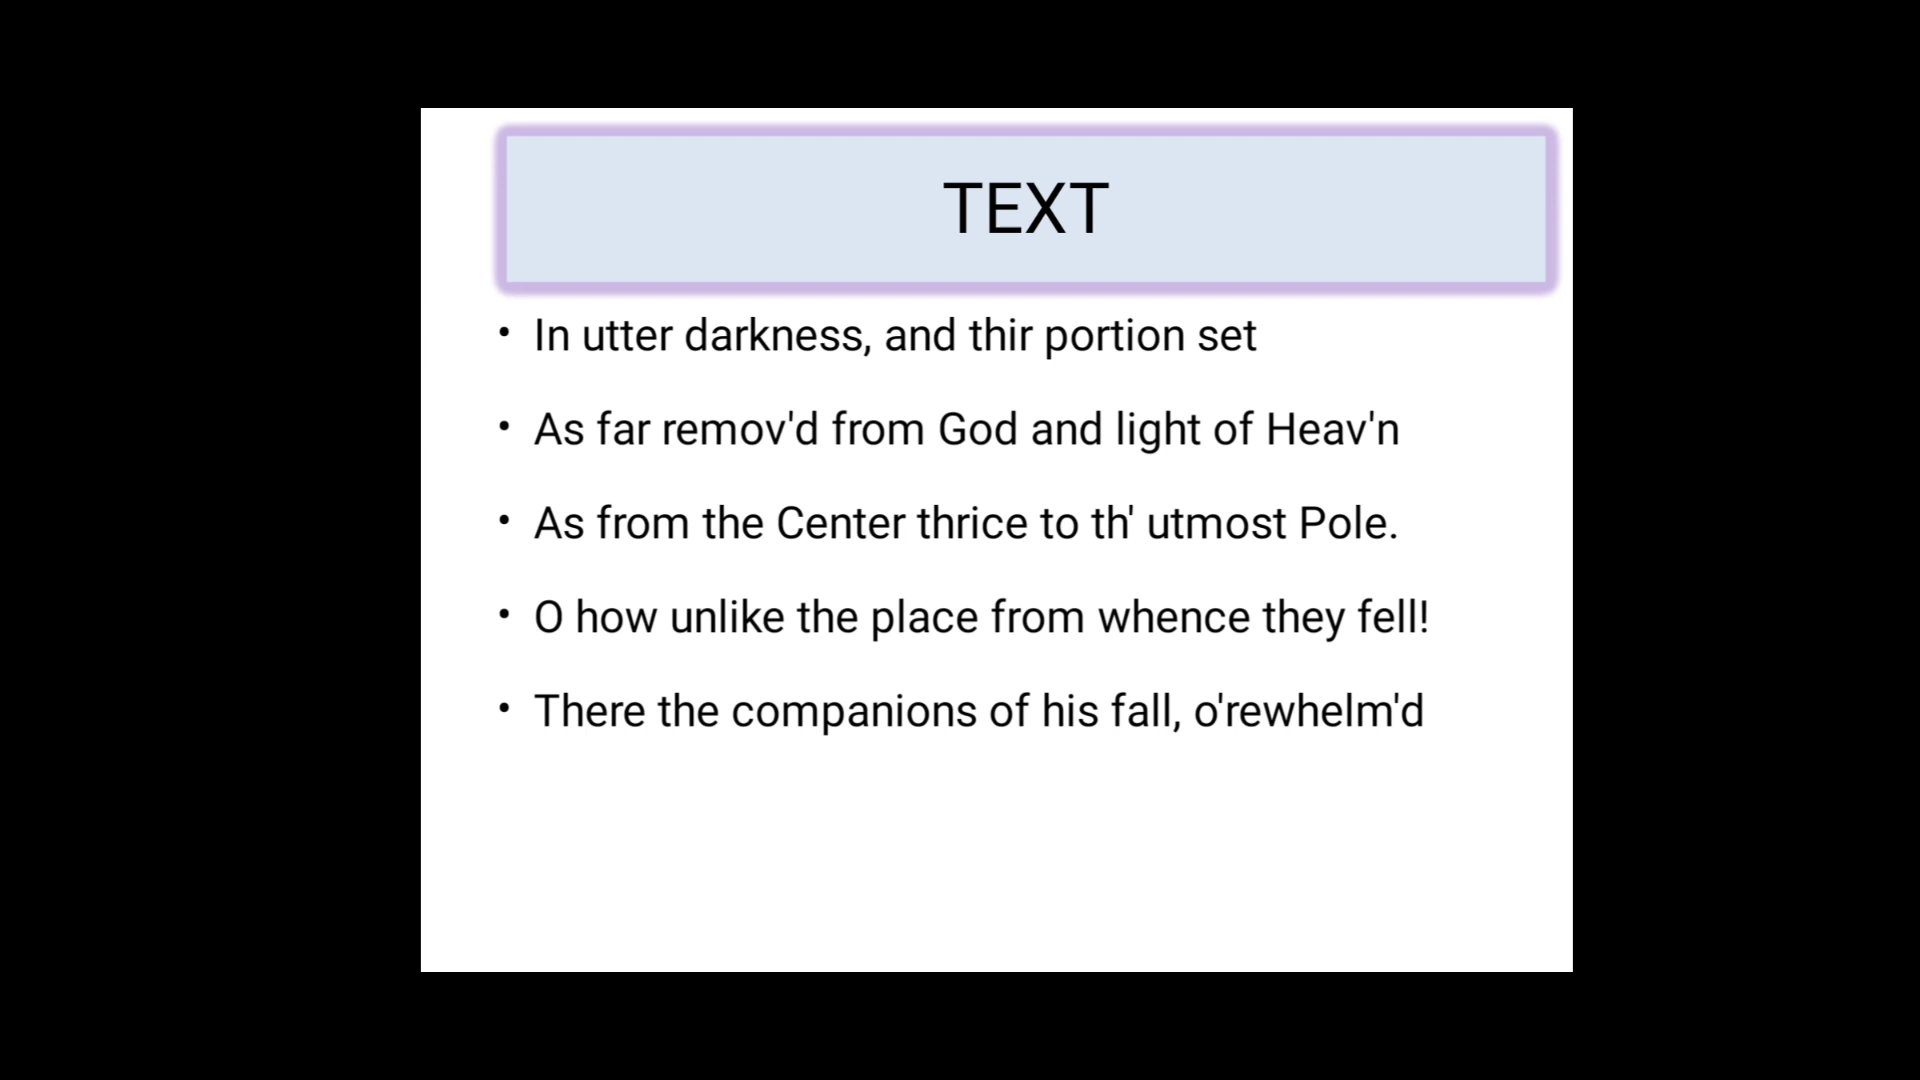 TEXT
• In utter darkness, and thir portion set
• As far remov'd from God and light of Heav'n
• As from the Center thrice to th' utmost Pole.
• O how unlike the place from whence they fell!
• There the companions of his fall, o'rewhelm'd